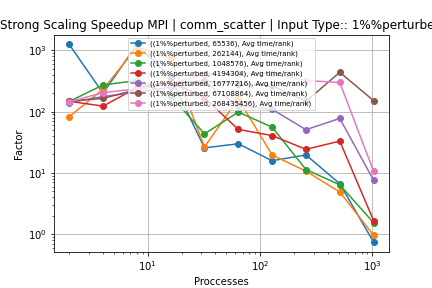 Strong Scaling Speedup MPI | comm_scatter | Input Type:: 1%%perturbe
((1%%perturbed, 65536), Avg time/rank)
((1%%perturbed, 262144), Avg time/rank)
((1%%perturbed, 1048576), Avg time/rank)
((1%%perturbed, 4194304), Avg time/rank)
((1%%perturbed, 16777216), Avg time/rank)
((1%%perturbed, 67108864), Avg time/rank)
((1%%perturbed, 268435456), Avg time/rank)
Factor
10³
10²
10¹
10⁰
10¹ 10² 10³
Proccesses